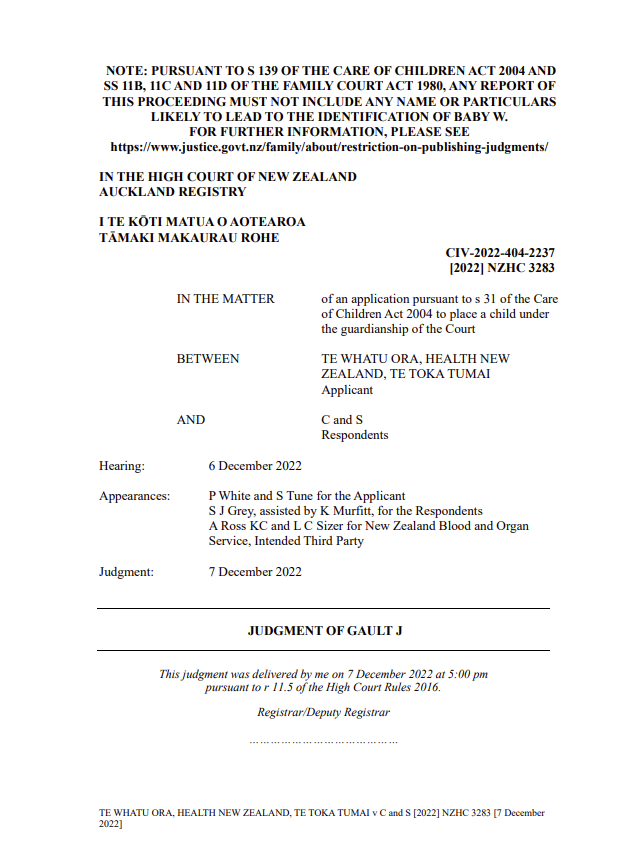 NOTE: PURSUANT TO S 139 OF THE CARE OF CHILDREN ACT 2004 AND
SS 11B, 11C AND 11D OF THE FAMILY COURT ACT 1980, ANY REPORT OF
THIS PROCEEDING MUST NOT INCLUDE ANY NAME OR PARTICULARS
LIKELY TO LEAD TO THE IDENTIFICATION OF BABY W.
FOR FURTHER INFORMATION, PLEASE SEE
https://www.justice.govt.nz/family/about/restriction-on-publishing-judgments/
IN THE HIGH COURT OF NEW ZEALAND
AUCKLAND REGISTRY
I TE KŌTI MATUA O AOTEAROA
TĀMAKI MAKAURAU ROHE
CIV-2022-404-2237
[2022] NZHC 3283
IN THE MATTER of an application pursuant to s 31 of the Care
of Children Act 2004 to place a child under
the guardianship of the Court
BETWEEN TE WHATU ORA, HEALTH NEW
ZEALAND, TE TOKA TUMAI
Applicant
AND C and S
Respondents
Hearing: 6 December 2022
Appearances: P White and S Tune for the Applicant
S J Grey, assisted by K Murfitt, for the Respondents
A Ross KC and L C Sizer for New Zealand Blood and Organ
Service, Intended Third Party
Judgment: 7 December 2022
JUDGMENT OF GAULT J
This judgment was delivered by me on 7 December 2022 at 5:00 pm
pursuant to r 11.5 of the High Court Rules 2016.
Registrar/Deputy Registrar
……………………………………
TE WHATU ORA, HEALTH NEW ZEALAND, TE TOKA TUMAI v C and S [2022] NZHC 3283 [7 December
2022]